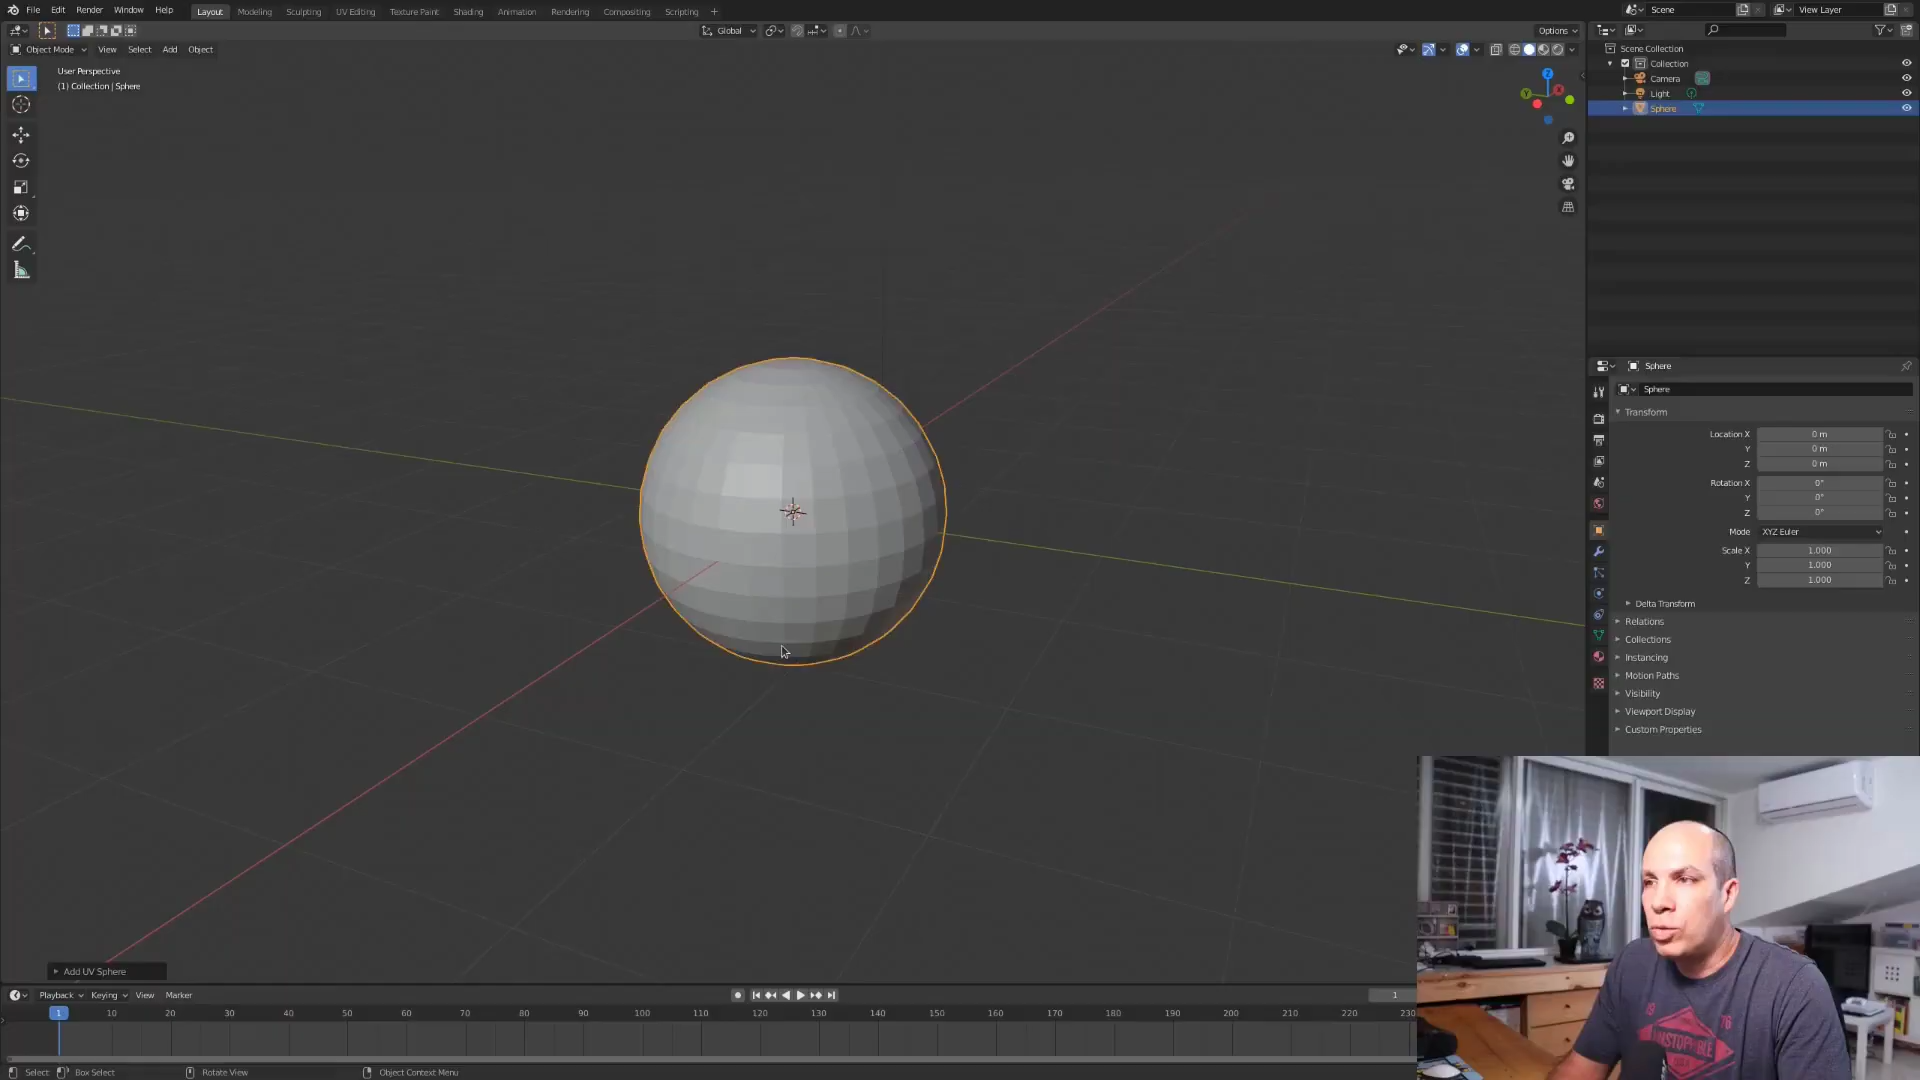 File Edit Render Window Help Layout Modeling Sculpting UV Editing Texture Paint Shading Animation Rendering Compositing Scripting + Scene View Layer
Global Options
Object Mode View Select Add Object
User Perspective
(1) Collection | Sphere
Scene Collection
Collection
Camera
Light
Sphere
Z
Y
X
Sphere
Sphere
Transform
Location X 0 m
Y 0 m
Z 0 m
Rotation X 0°
Y 0°
Z 0°
Mode XYZ Euler
Scale X 1.000
Y 1.000
Z 1.000
Delta Transform
Relations
Collections
Instancing
Motion Paths
Visibility
Viewport Display
Custom Properties
Add UV Sphere
Playback Keying View Marker 1
1 10 20 30 40 50 60 70 80 90 100 110 120 130 140 150 160 170 180 190 200 210 220 230
Select Box Select Rotate View Object Context Menu
19 76
UNSTOPPABLE